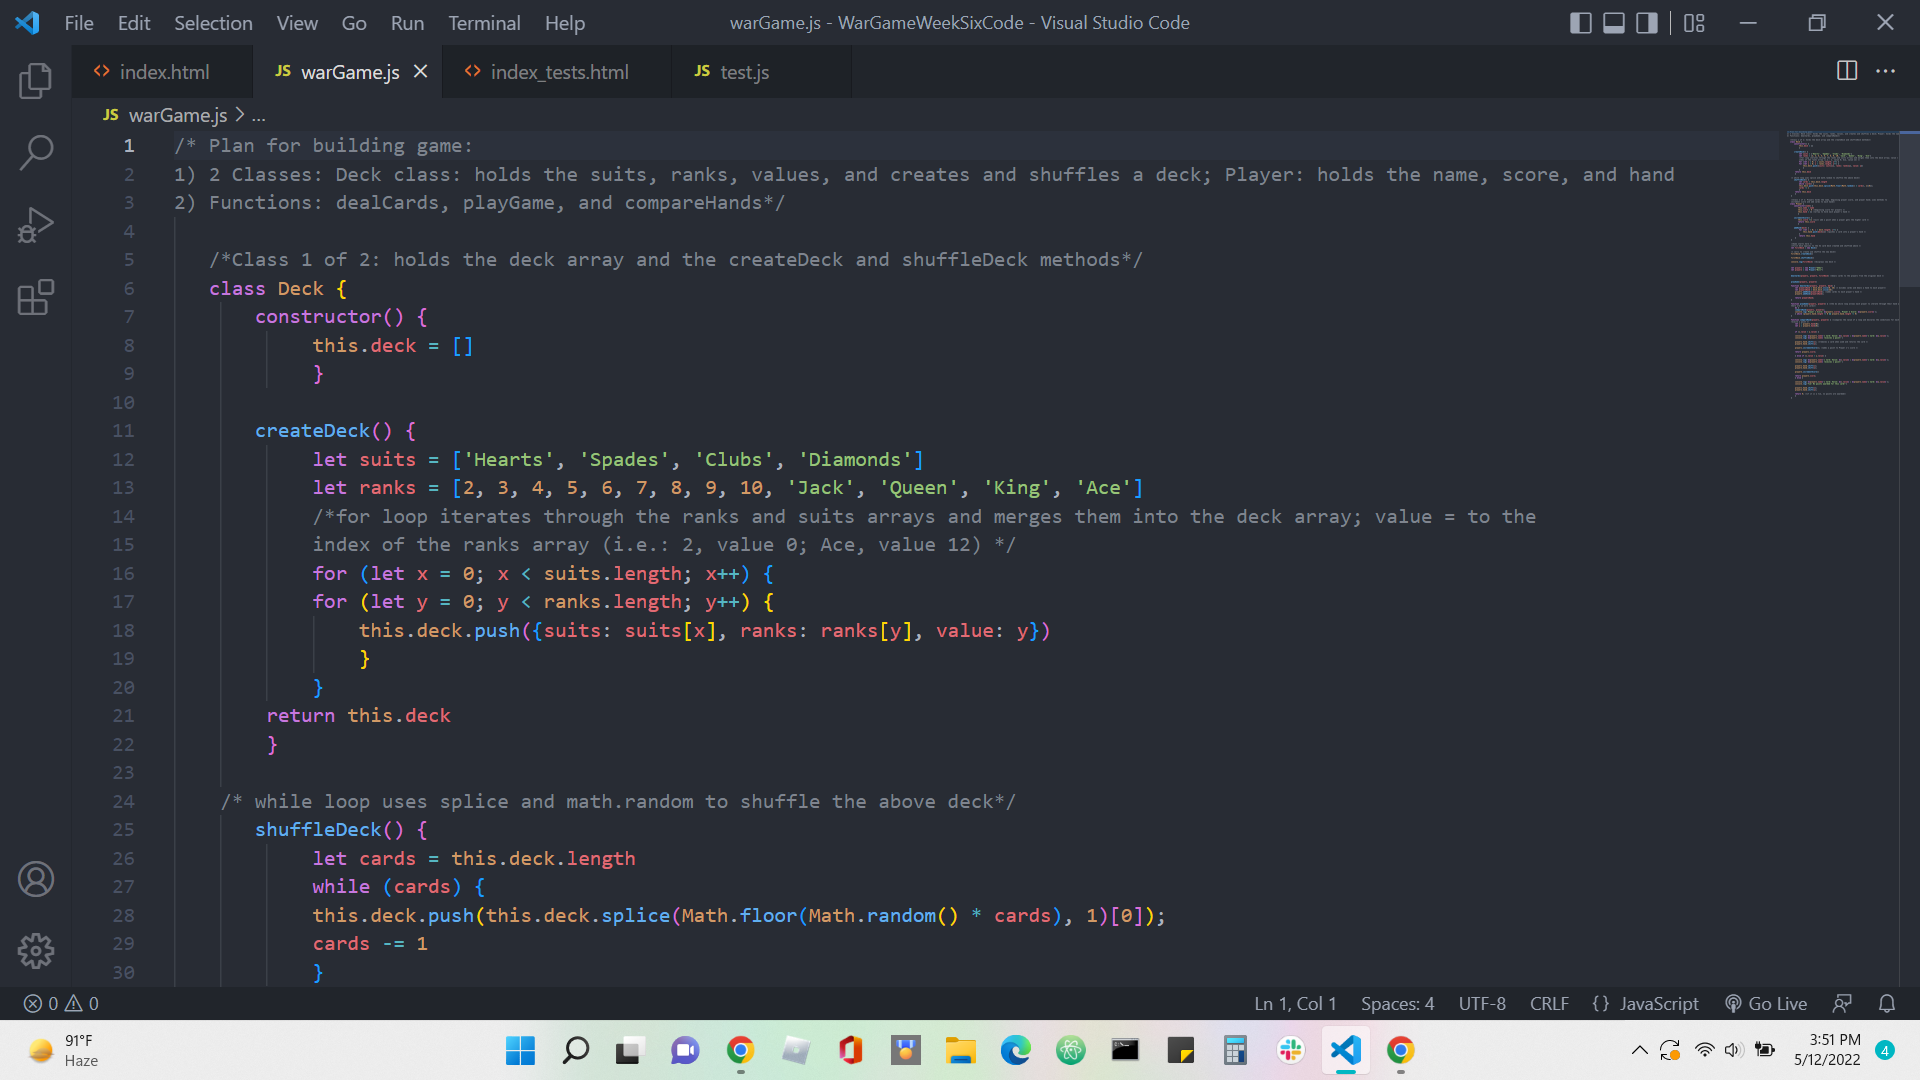 File Edit Selection View Go Run Terminal Help
warGame.js - WarGameWeekSixCode - Visual Studio Code
index.html
JS warGame.js
index_tests.html
JS test.js
JS warGame.js > ...
1 /* Plan for building game:
2 1) 2 Classes: Deck class: holds the suits, ranks, values, and creates and shuffles a deck; Player: holds the name, score, and hand
3 2) Functions: dealCards, playGame, and compareHands*/
4
5 /*Class 1 of 2: holds the deck array and the createDeck and shuffleDeck methods*/
6 class Deck {
7 constructor() {
8 this.deck = []
9 }
10
11 createDeck() {
12 let suits = ['Hearts', 'Spades', 'Clubs', 'Diamonds']
13 let ranks = [2, 3, 4, 5, 6, 7, 8, 9, 10, 'Jack', 'Queen', 'King', 'Ace']
14 /*for loop iterates through the ranks and suits arrays and merges them into the deck array; value = to the
15 index of the ranks array (i.e.: 2, value 0; Ace, value 12) */
16 for (let x = 0; x < suits.length; x++) {
17 for (let y = 0; y < ranks.length; y++) {
18 this.deck.push({suits: suits[x], ranks: ranks[y], value: y})
19 }
20 }
21 return this.deck
22 }
23
24 /* while loop uses splice and math.random to shuffle the above deck*/
25 shuffleDeck() {
26 let cards = this.deck.length
27 while (cards) {
28 this.deck.push(this.deck.splice(Math.floor(Math.random() * cards), 1)[0]);
29 cards -= 1
30 }
0 0
Ln 1, Col 1 Spaces: 4 UTF-8 CRLF {} JavaScript Go Live
91°F
Haze
3:51 PM
5/12/2022
4